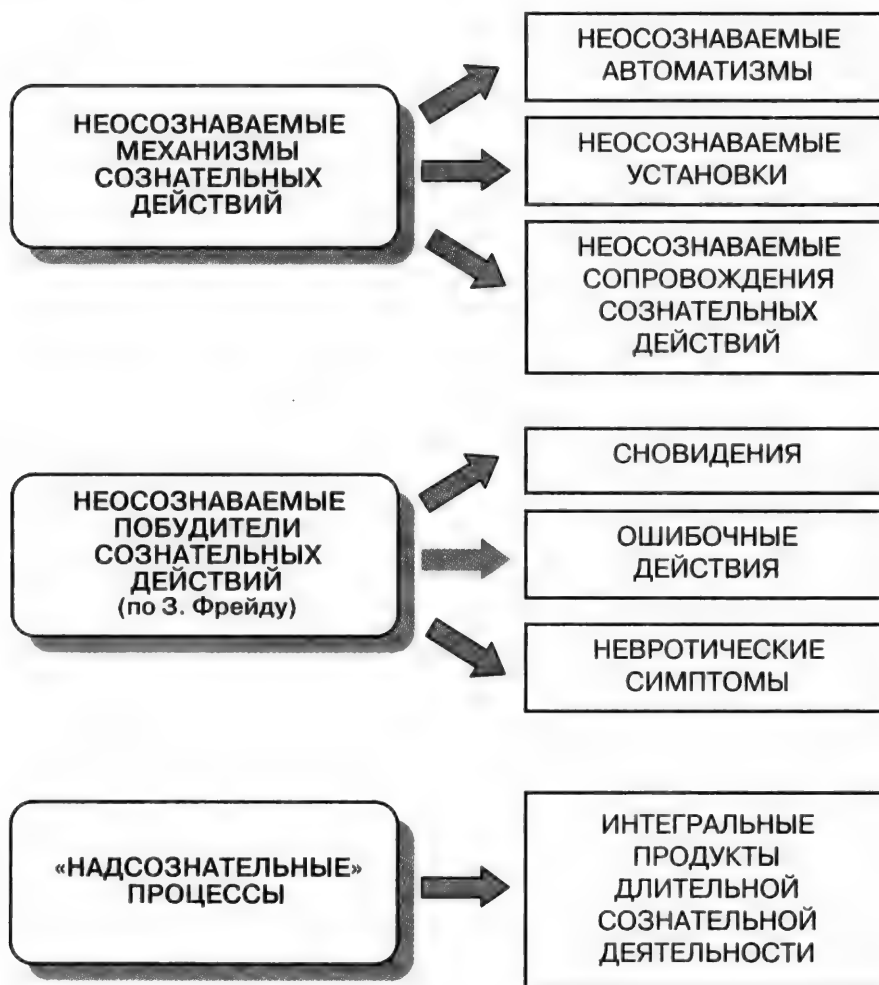 НЕОСОЗНАВАЕМЫЕ
МЕХАНИЗМЫ
СОЗНАТЕЛЬНЫХ
ДЕЙСТВИЙ
НЕОСОЗНАВАЕМЫЕ
АВТОМАТИЗМЫ
НЕОСОЗНАВАЕМЫЕ
УСТАНОВКИ
НЕОСОЗНАВАЕМЫЕ
СОПРОВОЖДЕНИЯ
СОЗНАТЕЛЬНЫХ
ДЕЙСТВИЙ
НЕОСОЗНАВАЕМЫЕ
ПОБУДИТЕЛИ
СОЗНАТЕЛЬНЫХ
ДЕЙСТВИЙ
(по З. Фрейду)
СНОВИДЕНИЯ
ОШИБОЧНЫЕ
ДЕЙСТВИЯ
НЕВРОТИЧЕСКИЕ
СИМПТОМЫ
«НАДСОЗНАТЕЛЬНЫЕ»
ПРОЦЕССЫ
ИНТЕГРАЛЬНЫЕ
ПРОДУКТЫ
ДЛИТЕЛЬНОЙ
СОЗНАТЕЛЬНОЙ
ДЕЯТЕЛЬНОСТИ